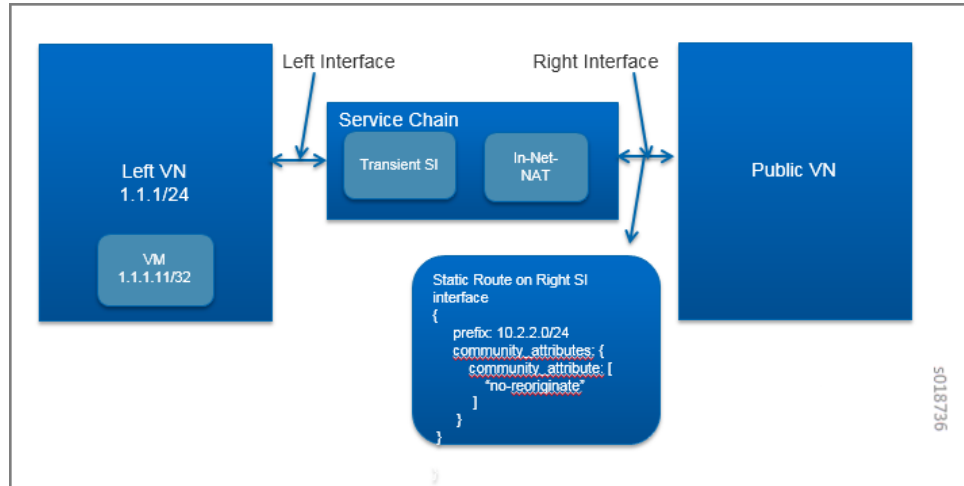 Left Interface
Right Interface
Service Chain
Transient SI
In-Net-
NAT
Left VN
1.1.1/24
VM
1.1.1.11/32
Public VN
Static Route on Right SI
interface
{
prefix: 10.2.2.0/24
community_attributes: {
community_attribute: [
“no-reoriginate”
]
}
}
}
s018736